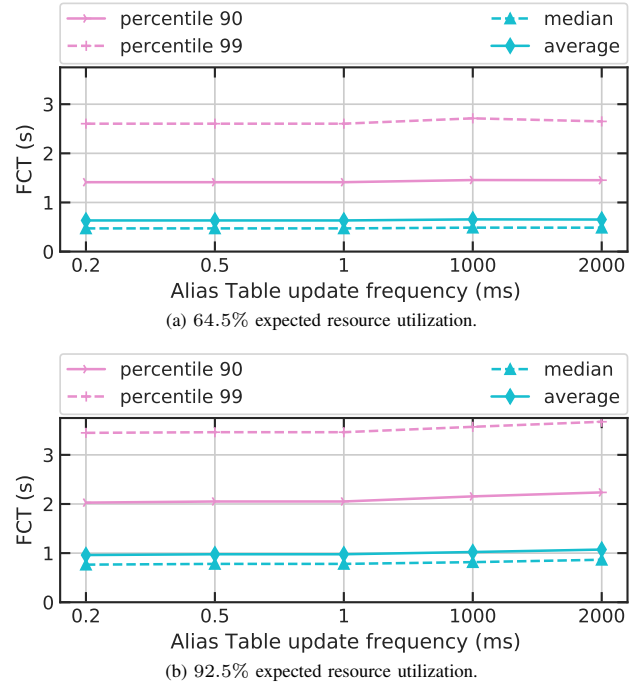 percentile 90 median
percentile 99 average
3
2
1
0
FCT (s)
0.2 0.5 1 1000 2000
Alias Table update frequency (ms)
(a) 64.5% expected resource utilization.
percentile 90 median
percentile 99 average
3
2
1
0
FCT (s)
0.2 0.5 1 1000 2000
Alias Table update frequency (ms)
(b) 92.5% expected resource utilization.